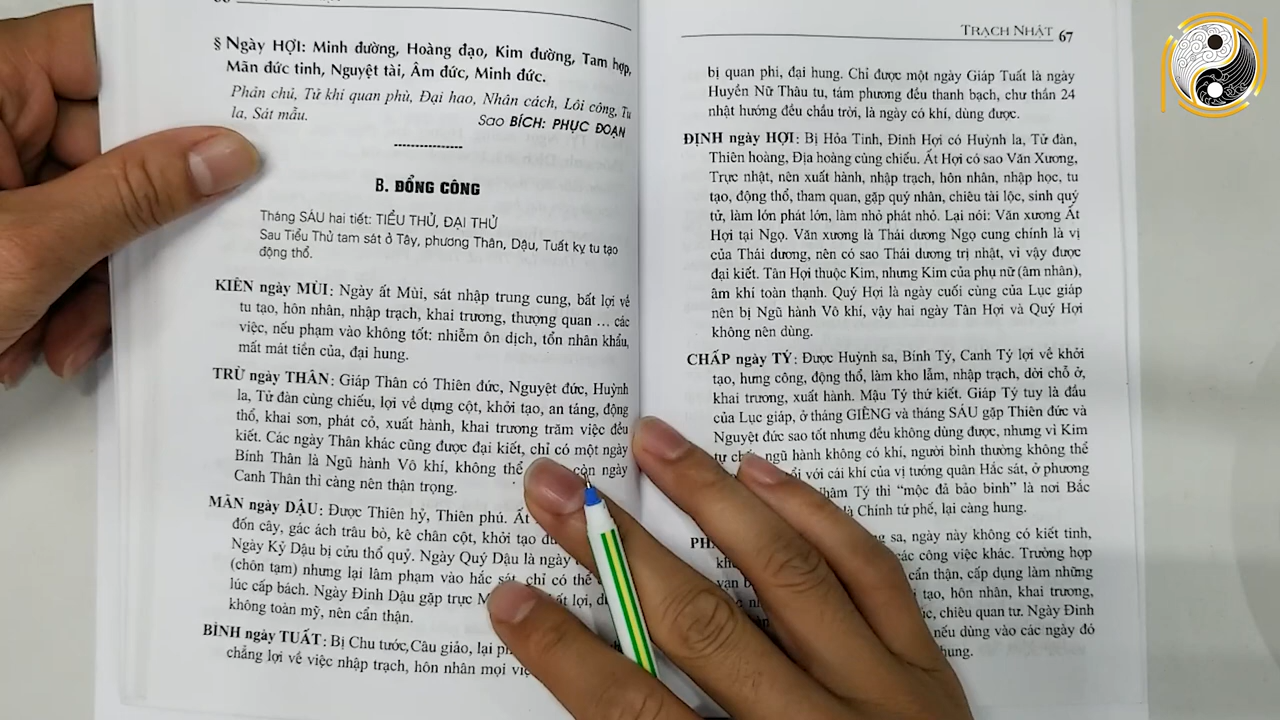 § Ngày HỢI: Minh đường, Hoàng đạo, Kim đường, Tam hợp,
Mãn đức tinh, Nguyệt tài, Âm đức, Minh đức.
Phán chủ, Tử khí quan phù, Đại hao, Nhân cách, Lôi công, Tu
la, Sát mẫu.
Sao BÍCH: PHỤC ĐOẠN
B. ĐỔNG CÔNG
Tháng SÁU hai tiết: TIỂU THỬ, ĐẠI THỬ
Sau Tiểu Thử tam sát ở Tây, phương Thân, Dậu, Tuất kỵ tu tạo
động thổ.
KIÊN ngày MÙI: Ngày ất Mùi, sát nhập trung cung, bất lợi về
tu tạo, hôn nhân, nhập trạch, khai trương, thượng quan ... các
việc, nếu phạm vào không tốt: nhiễm ôn dịch, tổn nhân khẩu,
mất mát tiền của, đại hung.
TRỪ ngày THÂN: Giáp Thân có Thiên đức, Nguyệt đức, Huỳnh
la, Tử đàn cùng chiếu, lợi về dựng cột, khởi tạo, an táng, động
thổ, khai sơn, phát cỏ, xuất hành, khai trương trăm việc đều
kiết. Các ngày Thân khác cũng được đại kiết, chỉ có một ngày
Bính Thân là Ngũ hành Vô khí, không thể còn ngày
Canh Thân thì càng nên thận trọng.
MÃN ngày DẬU: Được Thiên hỷ, Thiên phú. Ất
đốn cây, gác ách trâu bò, kê chân cột, khởi tạo
Ngày Kỷ Dậu bị cửu thổ quỷ. Ngày Quý Dậu là ngày
(chôn tạm) nhưng lại lâm phạm vào hắc sát, chỉ có thể
lúc cấp bách. Ngày Đinh Dậu gặp trực bất lợi,
không toàn mỹ, nên cẩn thận.
BÌNH ngày TUẤT: Bị Chu tước, Câu giảo, lại
chẳng lợi về việc nhập trạch, hôn nhân mọi
TRẠCH NHẬT 67
bị quan phi, đại hung. Chỉ được một ngày Giáp Tuất là ngày
Huyền Nữ Thâu tu, tám phương đều thanh bạch, chư thần 24
nhật hướng đều chầu trời, là ngày có khí, dùng được.
ĐỊNH ngày HỢI: Bị Hỏa Tinh, Đinh Hợi có Huỳnh la, Tử đàn,
Thiên hoàng, Địa hoàng cùng chiếu. Ất Hợi có sao Văn Xương,
Trực nhật, nên xuất hành, nhập trạch, hôn nhân, nhập học, tu
tạo, động thổ, tham quan, gặp quý nhân, chiêu tài lộc, sinh quý
tử, làm lớn phát lớn, làm nhỏ phát nhỏ. Lại nói: Văn xương Ất
Hợi tại Ngọ. Văn xương là Thái dương Ngọ cung chính là vị
của Thái dương, nên có sao Thái dương trị nhật, vì vậy được
đại kiết. Tân Hợi thuộc Kim, nhưng Kim của phụ nữ (âm nhân),
âm khí toàn thạnh. Quý Hợi là ngày cuối cùng của Lục giáp
nên bị Ngũ hành Vô khí, vậy hai ngày Tân Hợi và Quý Hợi
không nên dùng.
CHẤP ngày TÝ: Được Huỳnh sa, Bính Tý, Canh Tý lợi về khởi
tạo, hưng công, động thổ, làm kho lẫm, nhập trạch, dời chỗ ở,
khai trương, xuất hành. Mậu Tý thứ kiết. Giáp Tý tuy là đầu
của Lục giáp, ở tháng GIÊNG và tháng SÁU gặp Thiên đức và
Nguyệt đức sao tốt nhưng đều không dùng được, nhưng vì Kim
tự ngũ hành không có khí, người bình thường không thể
với cái khí của vị tướng quân Hắc sát, ở phương
Tý thì “mộc đả bảo bình” là nơi Bắc
là Chính tứ phế, lại càng hung.
sa, ngày này không có kiết tinh,
các công việc khác. Trường hợp
cẩn thận, cấp dụng làm những
tạo, hôn nhân, khai trương,
chiêu quan tư. Ngày Đinh
nếu dùng vào các ngày đó